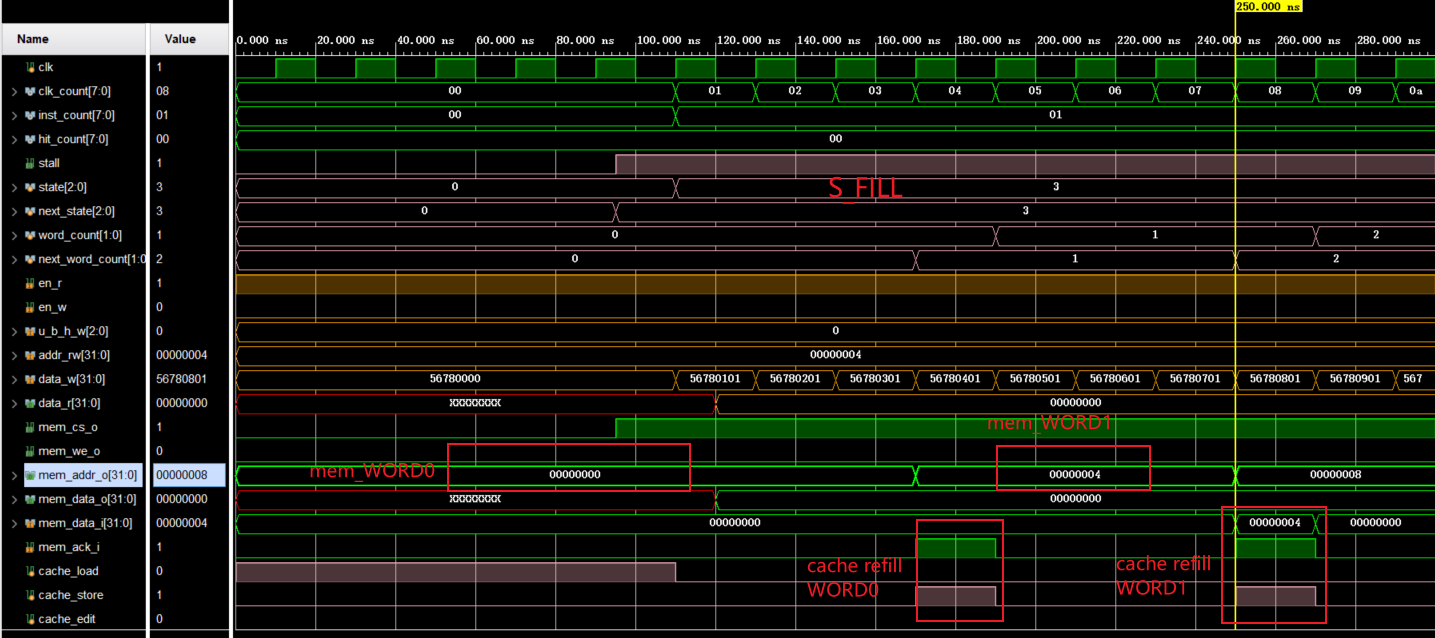 250.000 ns
Name Value
0.000 ns 20.000 ns 40.000 ns 60.000 ns 80.000 ns 100.000 ns 120.000 ns 140.000 ns 160.000 ns 180.000 ns 200.000 ns 220.000 ns 240.000 ns 260.000 ns 280.000 ns
clk 1
clk_count[7:0] 08 00 01 02 03 04 05 06 07 08 09 0a
inst_count[7:0] 01 00 01
hit_count[7:0] 00 00
stall 1
state[2:0] 3 0 S_FILL 3
next_state[2:0] 3 0 3
word_count[1:0] 1 0 1 2
next_word_count[1:0 2 0 1 2
en_r 1
en_w 0
u_b_h_w[2:0] 0 0
addr_rw[31:0] 00000004 00000004
data_w[31:0] 56780801 56780000 56780101 56780201 56780301 56780401 56780501 56780601 56780701 56780801 56780901 567
data_r[31:0] 00000000 XXXXXXXX 00000000
mem_cs_o 1 mem_WORD1
mem_we_o 0
mem_addr_o[31:0] 00000008 mem_WORD0 00000000 00000004 00000008
mem_data_o[31:0] 00000000 XXXXXXXX 00000000
mem_data_i[31:0] 00000004 00000000 00000004 00000000
mem_ack_i 1
cache_load 0 cache refill cache refill
cache_store 1 WORD0 WORD1
cache_edit 0